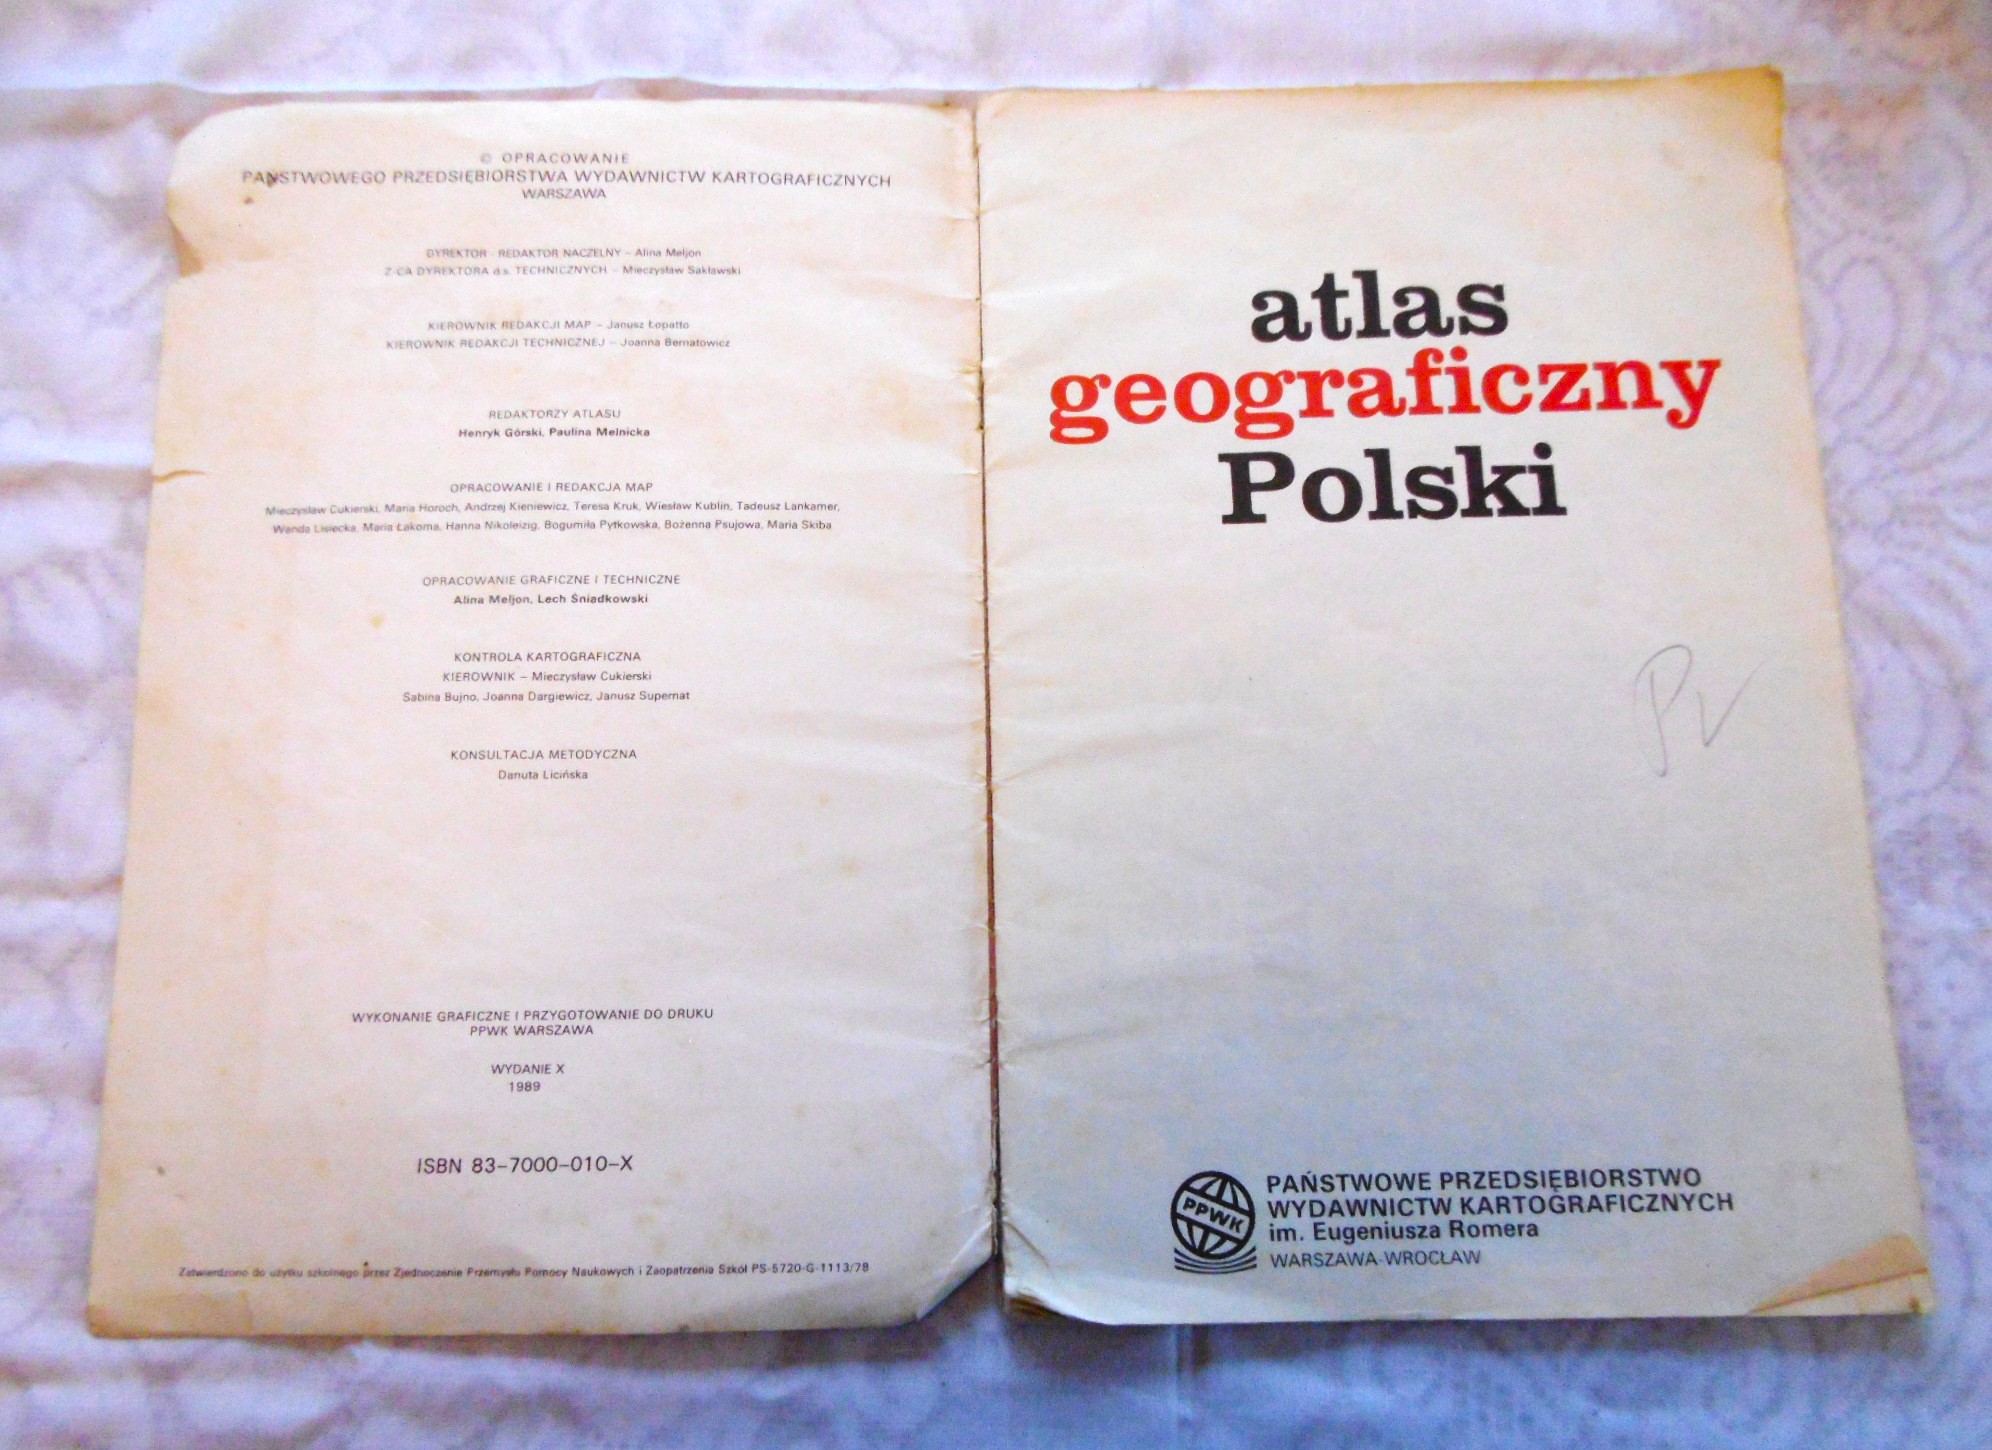 © OPRACOWANIE
PAŃSTWOWEGO PRZEDSIĘBIORSTWA WYDAWNICTW KARTOGRAFICZNYCH
WARSZAWA
DYREKTOR - REDAKTOR NACZELNY – Alina Meljon
Z-CA DYREKTORA d.s. TECHNICZNYCH – Mieczysław Sakławski
KIEROWNIK REDAKCJI MAP – Janusz Łopatto
KIEROWNIK REDAKCJI TECHNICZNEJ – Joanna Bernatowicz
REDAKTORZY ATLASU
Henryk Górski, Paulina Melnicka
OPRACOWANIE I REDAKCJA MAP
Mieczysław Cukierski, Maria Horoch, Andrzej Kieniewicz, Teresa Kruk, Wiesław Kublin, Tadeusz Lankamer,
Wanda Lisiecka, Maria Łakoma, Hanna Nikoleizig, Bogumiła Pytkowska, Bożenna Psujowa, Maria Skiba
OPRACOWANIE GRAFICZNE I TECHNICZNE
Alina Meljon, Lech Śniadkowski
KONTROLA KARTOGRAFICZNA
KIEROWNIK – Mieczysław Cukierski
Sabina Bujno, Joanna Dargiewicz, Janusz Supernat
KONSULTACJA METODYCZNA
Danuta Licińska
WYKONANIE GRAFICZNE I PRZYGOTOWANIE DO DRUKU
PPWK WARSZAWA
WYDANIE X
1989
ISBN 83–7000–010–X
Zatwierdzono do użytku szkolnego przez Zjednoczenie Przemysłu Pomocy Naukowych i Zaopatrzenia Szkół PS-5720-G-1113/78
atlas
geograficzny
Polski
PPWK
PAŃSTWOWE PRZEDSIĘBIORSTWO
WYDAWNICTW KARTOGRAFICZNYCH
im. Eugeniusza Romera
WARSZAWA-WROCŁAW